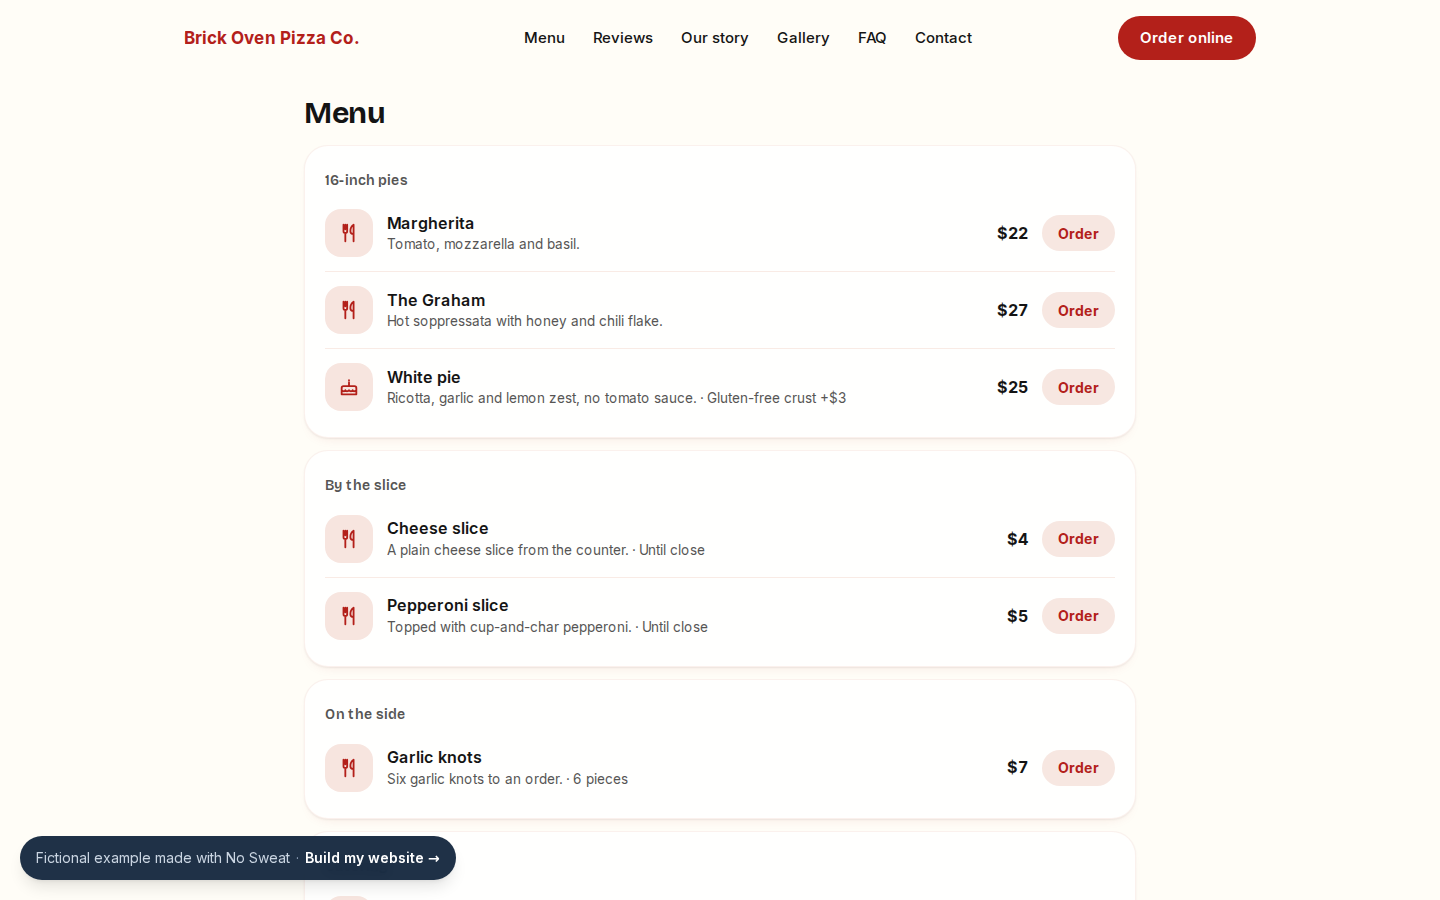 Brick Oven Pizza Co.
Menu
Reviews
Our story
Gallery
FAQ
Contact
Order online
Menu
16-inch pies
Margherita
Tomato, mozzarella and basil.
$22
Order
The Graham
Hot soppressata with honey and chili flake.
$27
Order
White pie
Ricotta, garlic and lemon zest, no tomato sauce. · Gluten-free crust +$3
$25
Order
By the slice
Cheese slice
A plain cheese slice from the counter. · Until close
$4
Order
Pepperoni slice
Topped with cup-and-char pepperoni. · Until close
$5
Order
On the side
Garlic knots
Six garlic knots to an order. · 6 pieces
$7
Order
Fictional example made with No Sweat · Build my website →